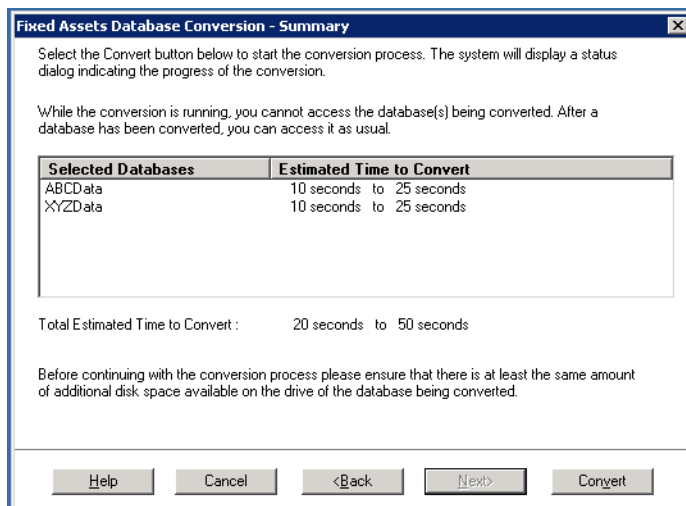 Fixed Assets Database Conversion - Summary
Select the Convert button below to start the conversion process. The system will display a status
dialog indicating the progress of the conversion.
While the conversion is running, you cannot access the database(s) being converted. After a
database has been converted, you can access it as usual.
Selected Databases Estimated Time to Convert
ABCData 10 seconds to 25 seconds
XYZData 10 seconds to 25 seconds
Total Estimated Time to Convert : 20 seconds to 50 seconds
Before continuing with the conversion process please ensure that there is at least the same amount
of additional disk space available on the drive of the database being converted.
Help Cancel <Back Next> Convert